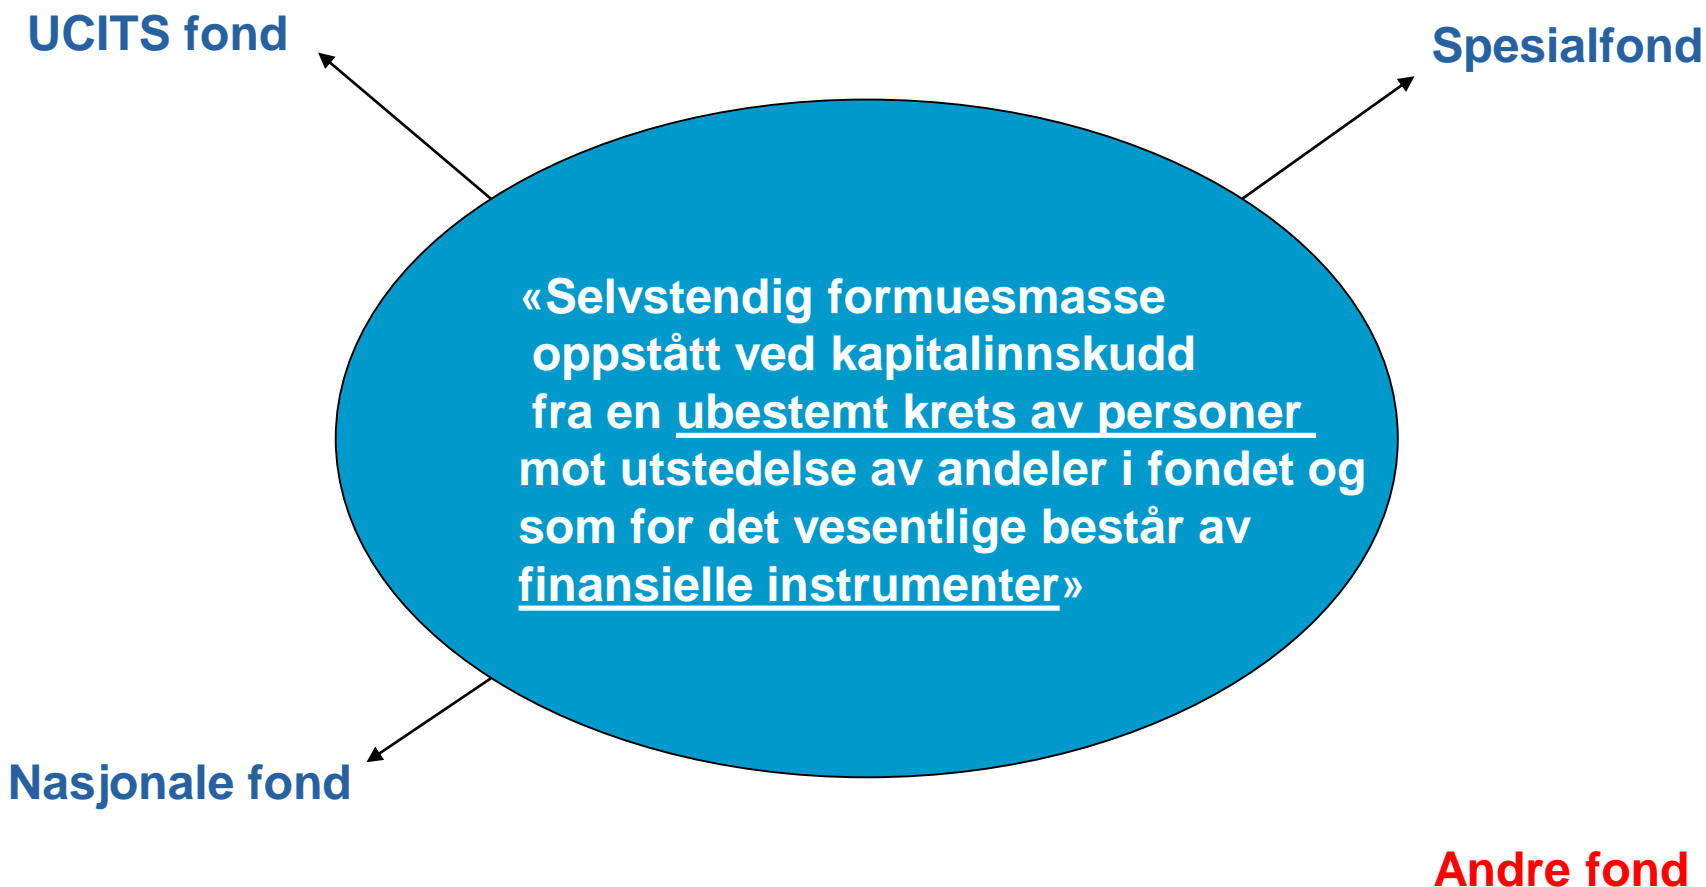 UCITS fond
Spesialfond
«Selvstendig formuesmasse
oppstått ved kapitalinnskudd
fra en ubestemt krets av personer
mot utstedelse av andeler i fondet og
som for det vesentlige består av
finansielle instrumenter»
Nasjonale fond
Andre fond